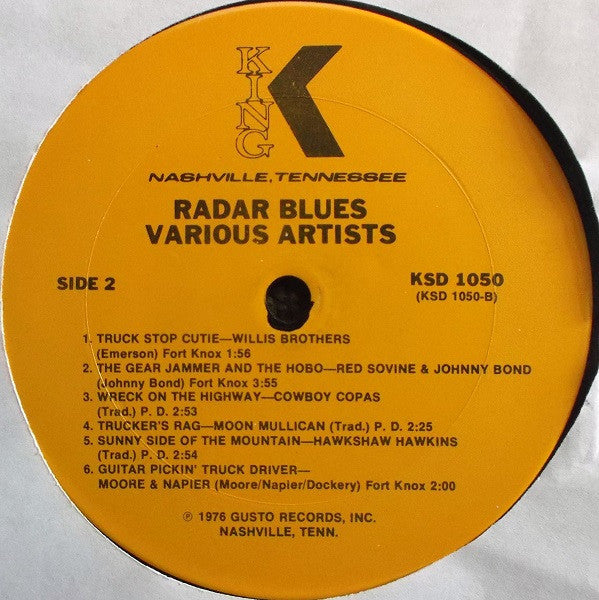 KING
K
NASHVILLE, TENNESSEE
RADAR BLUES
VARIOUS ARTISTS
SIDE 2
KSD 1050
(KSD 1050-B)
1. TRUCK STOP CUTIE—WILLIS BROTHERS
(Emerson) Fort Knox 1:56
2. THE GEAR JAMMER AND THE HOBO—RED SOVINE & JOHNNY BOND
(Johnny Bond) Fort Knox 3:55
3. WRECK ON THE HIGHWAY—COWBOY COPAS
(Trad.) P. D. 2:53
4. TRUCKER'S RAG—MOON MULLICAN (Trad.) P. D. 2:25
5. SUNNY SIDE OF THE MOUNTAIN—HAWKSHAW HAWKINS
(Trad.) P. D. 2:54
6. GUITAR PICKIN' TRUCK DRIVER—
MOORE & NAPIER (Moore/Napier/Dockery) Fort Knox 2:00
℗ 1976 GUSTO RECORDS, INC.
NASHVILLE, TENN.